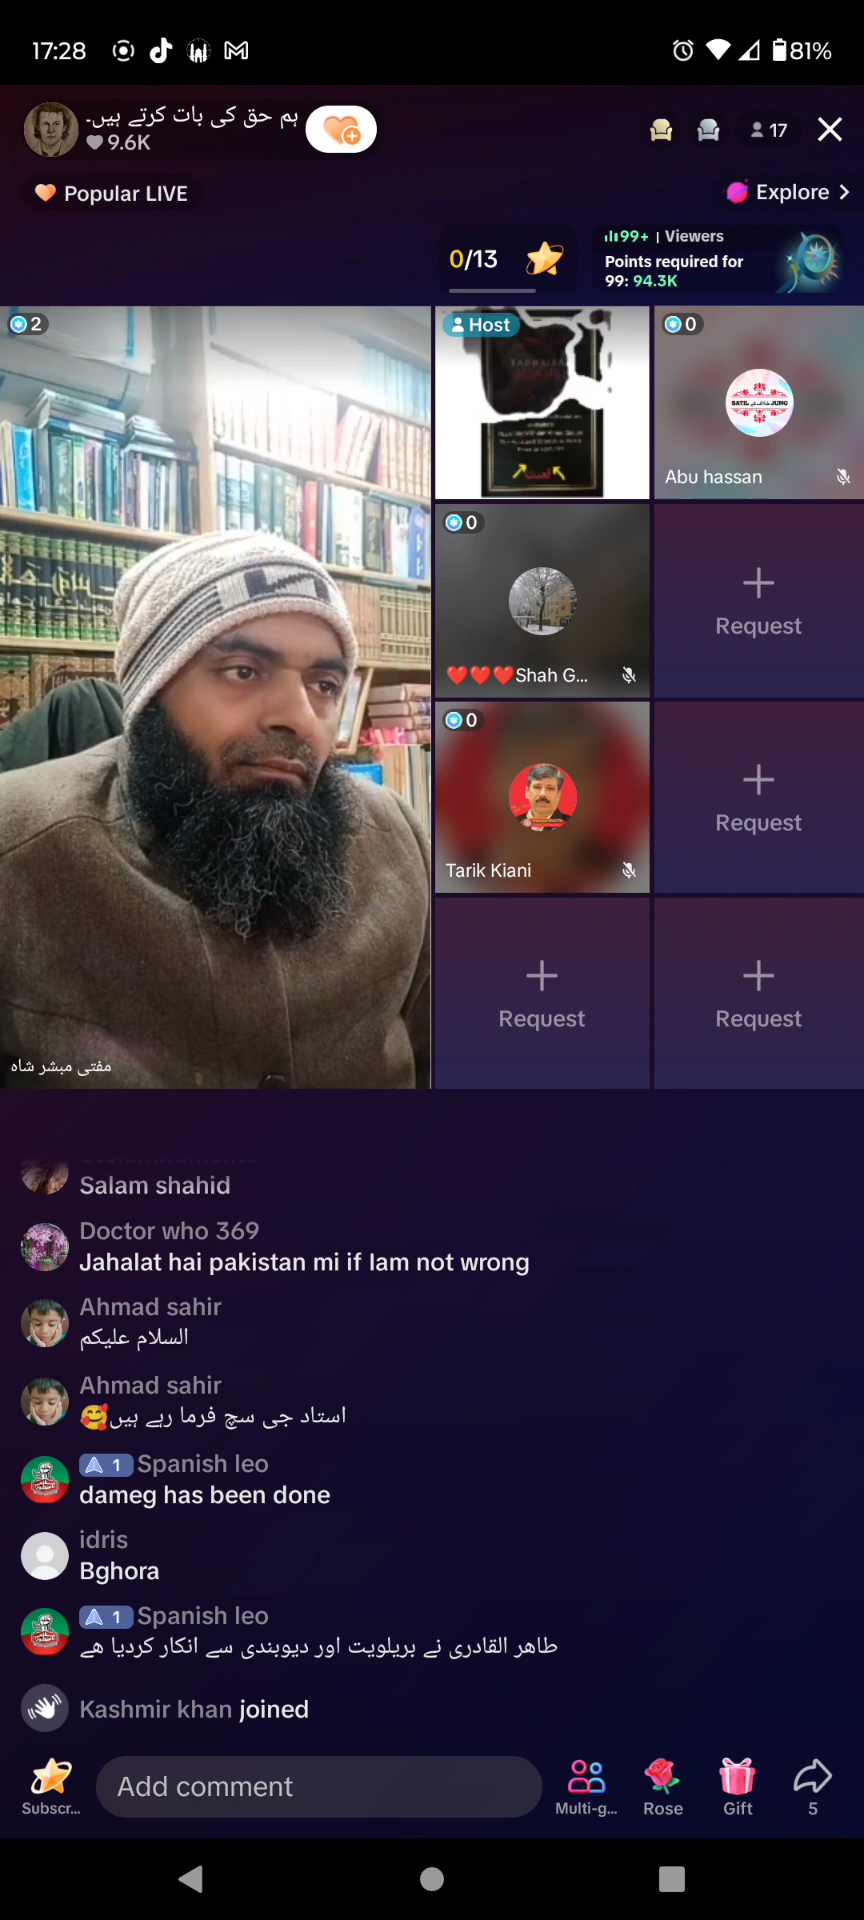 17:28
81%
ہم حق کی بات کرتے ہیں۔
9.6K
17
Popular LIVE
Explore
0/13
99+ | Viewers
Points required for
99: 94.3K
2
Host
0
BATIL کے خلاف JUNG
Abu hassan
0
Request
❤️❤️❤️Shah G...
0
Request
Tarik Kiani
Request
Request
مفتی مبشر شاہ
Salam shahid
Doctor who 369
Jahalat hai pakistan mi if Iam not wrong
Ahmad sahir
السلام علیکم
Ahmad sahir
استاد جی سچ فرما رہے ہیں🥰
1 Spanish leo
dameg has been done
idris
Bghora
1 Spanish leo
طاھر القادری نے بریلویت اور دیوبندی سے انکار کردیا ھے
Kashmir khan joined
Subscr...
Add comment
Multi-g...
Rose
Gift
5